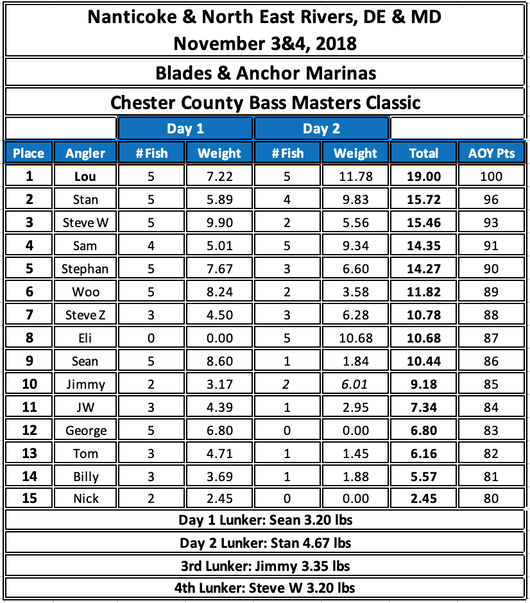 Nanticoke & North East Rivers, DE & MD
November 3&4, 2018
Blades & Anchor Marinas
Chester County Bass Masters Classic
Day 1 Day 2
Place Angler #Fish Weight #Fish Weight Total AOY Pts
1 Lou 5 7.22 5 11.78 19.00 100
2 Stan 5 5.89 4 9.83 15.72 96
3 Steve W 5 9.90 2 5.56 15.46 93
4 Sam 4 5.01 5 9.34 14.35 91
5 Stephan 5 7.67 3 6.60 14.27 90
6 Woo 5 8.24 2 3.58 11.82 89
7 Steve Z 3 4.50 3 6.28 10.78 88
8 Eli 0 0.00 5 10.68 10.68 87
9 Sean 5 8.60 1 1.84 10.44 86
10 Jimmy 2 3.17 2 6.01 9.18 85
11 JW 3 4.39 1 2.95 7.34 84
12 George 5 6.80 0 0.00 6.80 83
13 Tom 3 4.71 1 1.45 6.16 82
14 Billy 3 3.69 1 1.88 5.57 81
15 Nick 2 2.45 0 0.00 2.45 80
Day 1 Lunker: Sean 3.20 lbs
Day 2 Lunker: Stan 4.67 lbs
3rd Lunker: Jimmy 3.35 lbs
4th Lunker: Steve W 3.20 lbs